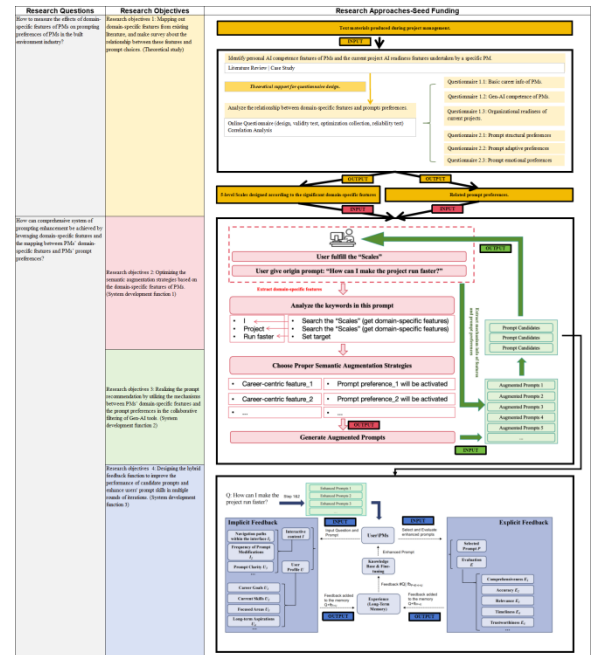 Research Questions
Research Objectives
Research Approaches-Seed Funding
How to measure the effects of domain-
specific features of PMs on prompting
preferences of PMs in the built
environment industry?
Research objectives 1: Mapping out
domain-specific features from existing
literature, and make survey about the
relationship between these features and
prompt choices. (Theoretical study)
Text materials produced during project management.
INPUT
Identify personal AI competence features of PMs and the current project AI readiness features undertaken by a specific PM.
Literature Review | Case Study
Theoretical support for questionnaire design.
Analyze the relationship between domain-specific features and prompts preferences.
Online Questionnaire (design, validity test, optimization collection, reliability test)
Correlation Analysis
Questionnaire 1.1: Basic career info of PMs.
Questionnaire 1.2: Gen-AI competence of PMs.
Questionnaire 1.3: Organizational readiness of
current projects
Questionnaire 2.1: Prompt structural preferences
Questionnaire 2.2: Prompt adaptive preferences
Questionnaire 2.3: Prompt emotional preferences
OUTPUT
OUTPUT
5 level Scales designed according to the significant domain-specific features
Related prompt preferences.
INPUT
INPUT
How can comprehensive system of
prompting enhancement be achieved by
leveraging domain-specific features and
the mapping between PMs' domain-
specific features and PMs' prompt
preferences?
Research objectives 2: Optimizing the
semantic augmentation strategies based on
the domain-specific features of PMs.
(System development function 1)
User fulfill the "Scales"
User give origin prompt: "How can I make the project run faster?"
Extract domain-specific features
Analyze the keywords in this prompt
• I
• Project
• Run faster
• Search the "Scales" (get domain-specific features)
• Search the "Scales" (get domain-specific features)
• Set target
Choose Proper Semantic Augmentation Strategies
• Career-centric feature_1
• Prompt preference_1 will be activated
• Career-centric feature_2
• Prompt preference_2 will be activated
• ...
• ...
OUTPUT
Generate Augmented Prompts
INPUT
OUTPUT
Extract mechanism info of features
and prompt preferences
Prompt Candidates
Prompt Candidates
Prompt Candidates
Augmented Prompts 1
Augmented Prompts 2
Augmented Prompts 3
Augmented Prompts 4
Augmented Prompts 5
...
Research objectives 3: Realizing the prompt
recommendation by utilizing the mechanisms
between PMs' domain-specific features and
the prompt preferences in the collaborative
filtering of Gen-AI tools. (System
development function 2)
Research objectives 4: Designing the hybrid
feedback function to improve the
performance of candidate prompts and
enhance users' prompt skills in multiple
rounds of iterations. (System development
function 3)
Q: How can I make the
project run faster?
Step 1&2
Enhanced Prompts 1
Enhanced Prompts 2
Enhanced Prompts 3
Implicit Feedback
Navigation paths
within the interface
Frequency of Prompt
Modifications
Prompt Clarity
Interactive
content I
User
Profile U
Career Goals
Current Skills
Focused Areas
Long-term Aspirations
INPUT
Input Question and
Prompt
INPUT
Select and Evaluate
enhanced prompts
User\PMs
Enhanced Prompt
Knowledge
Base & Fine-
tuning
Experience
(Long-Term
Memory)
Feedback added
to the memory
OUTPUT
Feedback added
to the memory
OUTPUT
Explicit Feedback
Selected
Prompt P
Evaluation
E
Comprehensiveness
Accuracy
Relevance
Timeliness
Trustworthiness
...